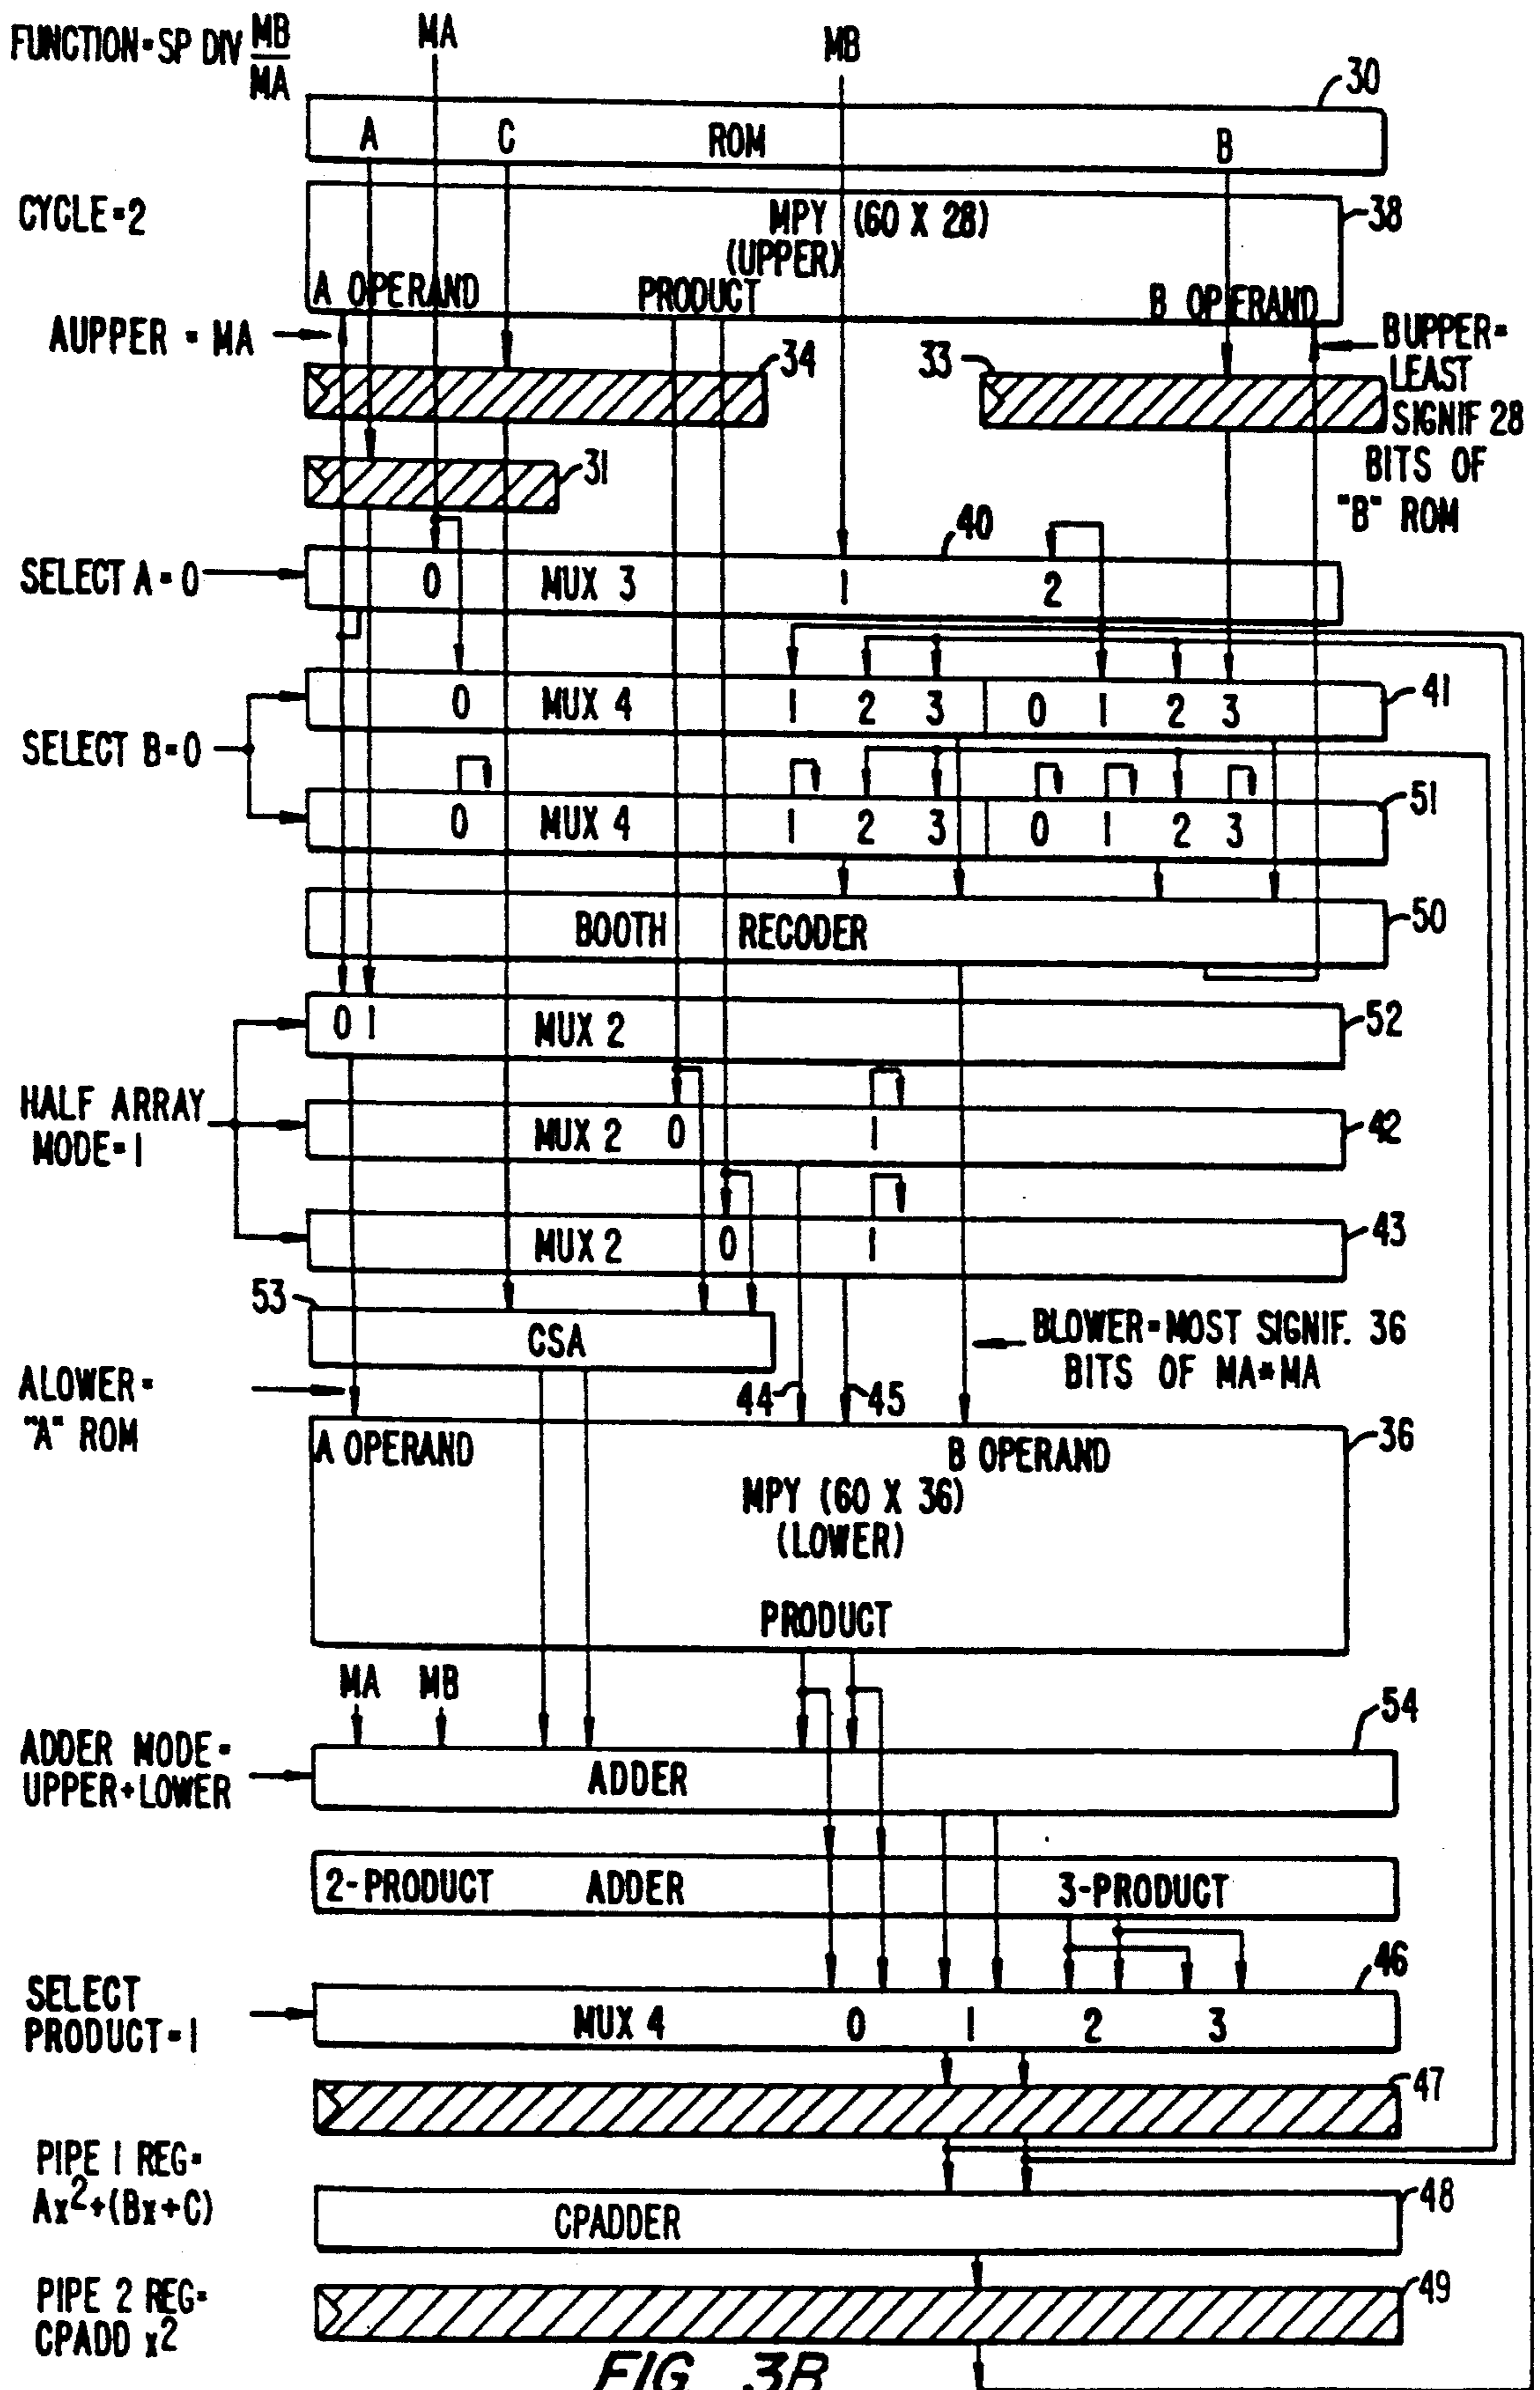 FUNCTION=SP DIV MB
MA
MA
MB
30
A C ROM B
CYCLE=2
MPY (60 X 28)
(UPPER)
38
A OPERAND PRODUCT B OPERAND
AUPPER = MA
BUPPER=
LEAST
SIGNIF 28
BITS OF
"B" ROM
34
33
31
40
SELECT A=0
0 MUX 3 1 2
0 MUX 4 1 2 3 0 1 2 3
41
SELECT B=0
0 MUX 4 1 2 3 0 1 2 3
51
BOOTH RECODER
50
0 1 MUX 2
52
HALF ARRAY
MODE=1
MUX 2 0 1
42
MUX 2 0 1
43
53
CSA
BLOWER=MOST SIGNIF. 36
BITS OF MA*MA
ALOWER=
"A" ROM
44
45
A OPERAND B OPERAND
36
MPY (60 X 36)
(LOWER)
PRODUCT
MA MB
54
ADDER MODE=
UPPER+LOWER
ADDER
2-PRODUCT ADDER 3-PRODUCT
46
SELECT
PRODUCT=1
MUX 4 0 1 2 3
47
PIPE 1 REG=
Ax²+(Bx+C)
CPADDER
48
PIPE 2 REG=
CPADD x²
49
FIG. 3B